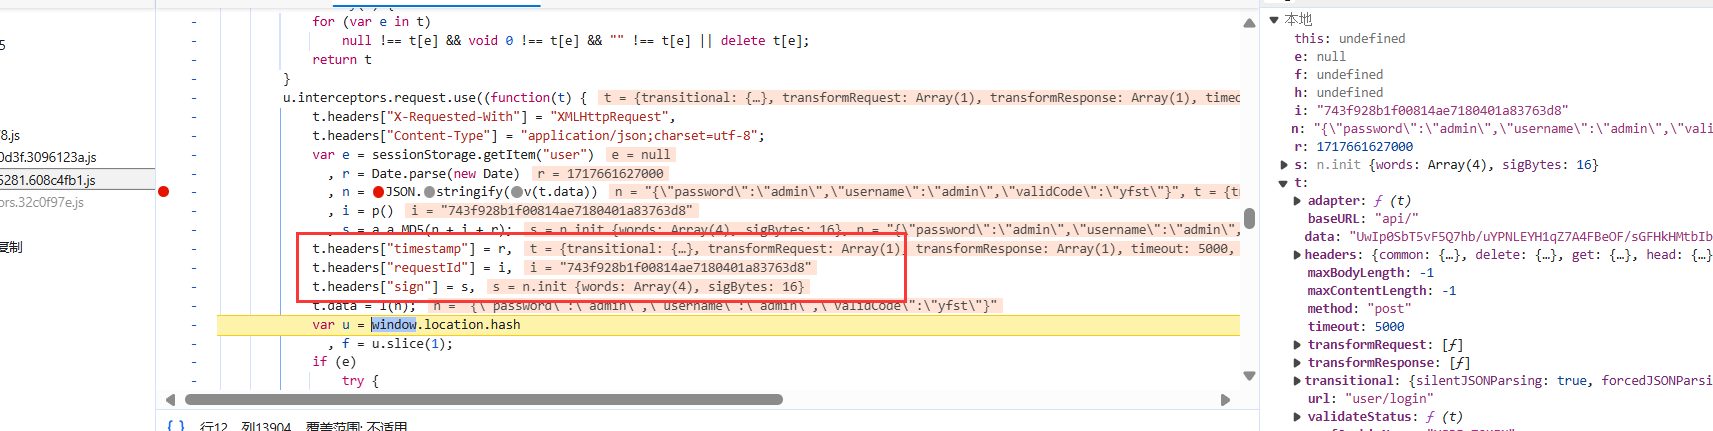 5
8.js
0d3f.3096123a.js
5281.608c4fb1.js
ors.32c0f97e.js
复制
for (var e in t)
null !== t[e] && void 0 !== t[e] && "" !== t[e] || delete t[e];
return t
}
u.interceptors.request.use((function(t) { t = {transitional: {…}, transformRequest: Array(1), transformResponse: Array(1), timeo
t.headers["X-Requested-With"] = "XMLHttpRequest",
t.headers["Content-Type"] = "application/json;charset=utf-8";
var e = sessionStorage.getItem("user") e = null
, r = Date.parse(new Date) r = 1717661627000
, n = JSON.stringify(v(t.data)) n = "{\"password\":\"admin\",\"username\":\"admin\",\"validCode\":\"yfst\"}", t = {tr
, i = p() i = "743f928b1f00814ae7180401a83763d8"
, s = a.a.MD5(n + i + r); s = n.init {words: Array(4), sigBytes: 16}, n = "{\"password\":\"admin\",\"username\":\"admin\",
t.headers["timestamp"] = r, t = {transitional: {…}, transformRequest: Array(1), transformResponse: Array(1), timeout: 5000,
t.headers["requestId"] = i, i = "743f928b1f00814ae7180401a83763d8"
t.headers["sign"] = s, s = n.init {words: Array(4), sigBytes: 16}
t.data = l(n); n = "{\"password\":\"admin\",\"username\":\"admin\",\"validCode\":\"yfst\"}"
var u = window.location.hash
, f = u.slice(1);
if (e)
try {
{ } 行12，列13904 覆盖范围: 不适用
本地
this: undefined
e: null
f: undefined
h: undefined
i: "743f928b1f00814ae7180401a83763d8"
n: "{\"password\":\"admin\",\"username\":\"admin\",\"vali
r: 1717661627000
s: n.init {words: Array(4), sigBytes: 16}
t:
adapter: ƒ (t)
baseURL: "api/"
data: "UwIp0SbT5vF5Q7hb/uYPNLEYH1qZ7A4FBeOF/sGFHkHMtbIb
headers: {common: {…}, delete: {…}, get: {…}, head: {…}
maxBodyLength: -1
maxContentLength: -1
method: "post"
timeout: 5000
transformRequest: [ƒ]
transformResponse: [ƒ]
transitional: {silentJSONParsing: true, forcedJSONParsi
url: "user/login"
validateStatus: ƒ (t)